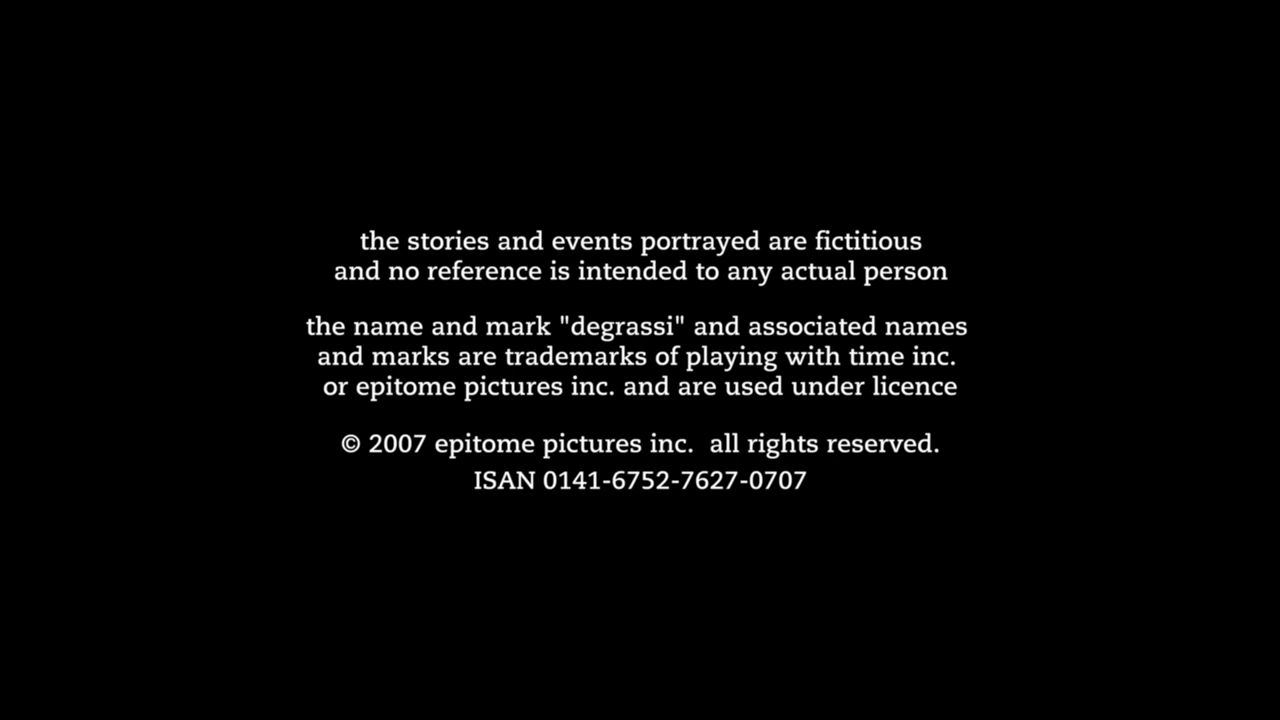 the stories and events portrayed are fictitious
and no reference is intended to any actual person
the name and mark "degrassi" and associated names
and marks are trademarks of playing with time inc.
or epitome pictures inc. and are used under licence
© 2007 epitome pictures inc.  all rights reserved.
ISAN 0141-6752-7627-0707